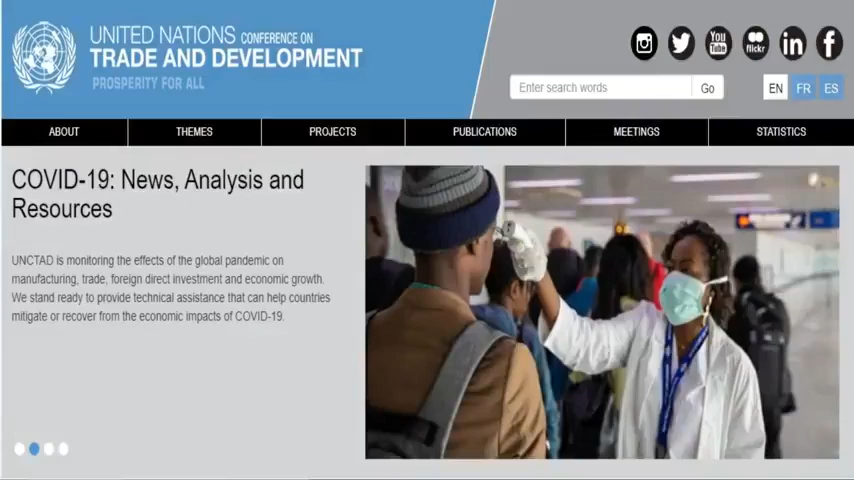 UNITED NATIONS CONFERENCE ON
TRADE AND DEVELOPMENT
PROSPERITY FOR ALL
You
Tube
flickr
in
f
Enter search words
Go
EN
FR
ES
ABOUT
THEMES
PROJECTS
PUBLICATIONS
MEETINGS
STATISTICS
COVID-19: News, Analysis and
Resources
UNCTAD is monitoring the effects of the global pandemic on
manufacturing, trade, foreign direct investment and economic growth.
We stand ready to provide technical assistance that can help countries
mitigate or recover from the economic impacts of COVID-19.